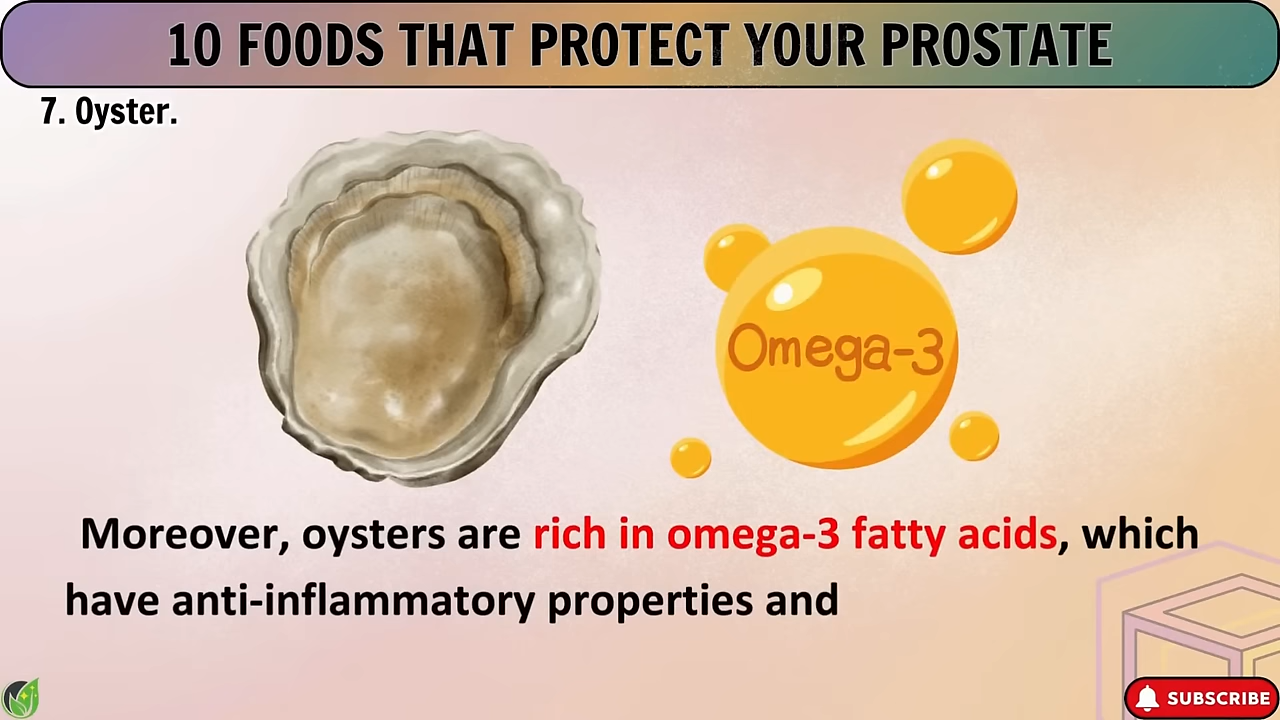 10 FOODS THAT PROTECT YOUR PROSTATE
7. Oyster.
Omega-3
Moreover, oysters are rich in omega-3 fatty acids, which
have anti-inflammatory properties and
SUBSCRIBE